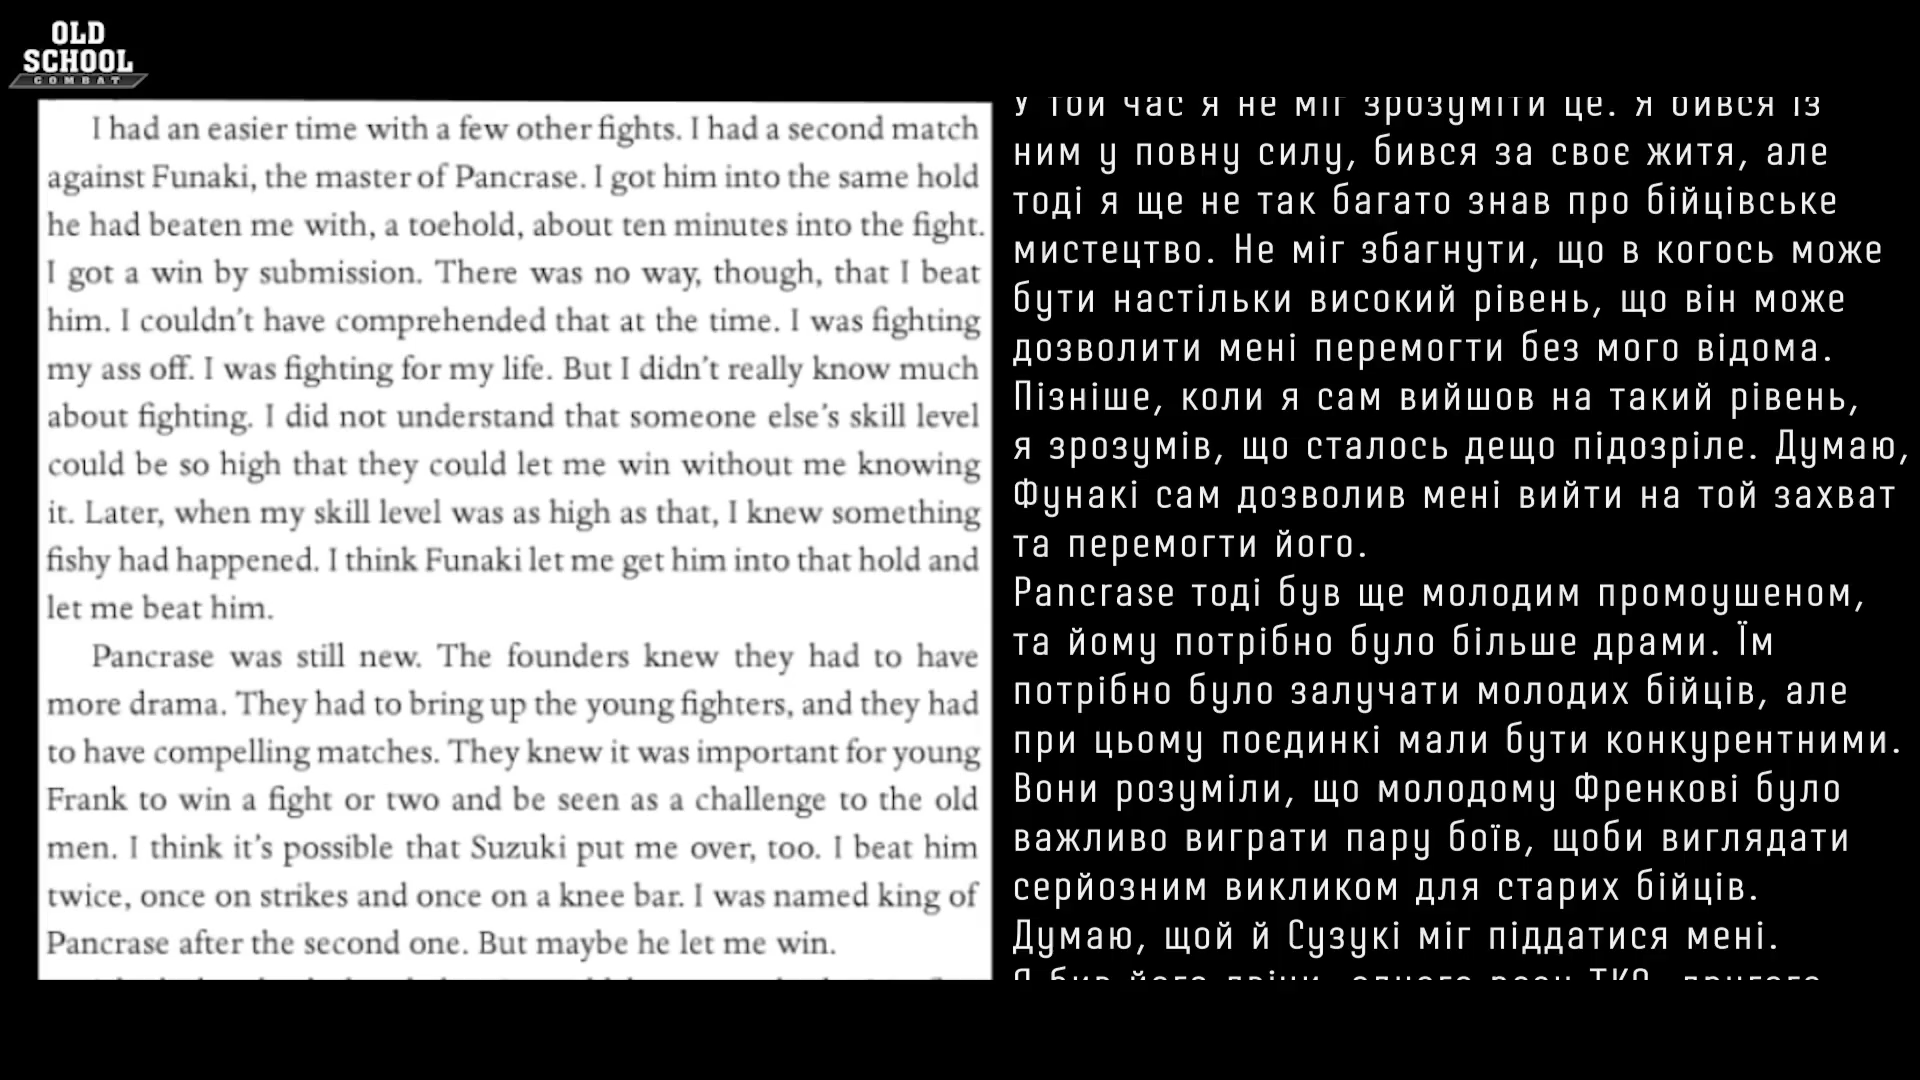 OLD
SCHOOL
COMBAT
I had an easier time with a few other fights. I had a second match
against Funaki, the master of Pancrase. I got him into the same hold
he had beaten me with, a toehold, about ten minutes into the fight.
I got a win by submission. There was no way, though, that I beat
him. I couldn’t have comprehended that at the time. I was fighting
my ass off. I was fighting for my life. But I didn’t really know much
about fighting. I did not understand that someone else’s skill level
could be so high that they could let me win without me knowing
it. Later, when my skill level was as high as that, I knew something
fishy had happened. I think Funaki let me get him into that hold and
let me beat him.
Pancrase was still new. The founders knew they had to have
more drama. They had to bring up the young fighters, and they had
to have compelling matches. They knew it was important for young
Frank to win a fight or two and be seen as a challenge to the old
men. I think it’s possible that Suzuki put me over, too. I beat him
twice, once on strikes and once on a knee bar. I was named king of
Pancrase after the second one. But maybe he let me win.
У той час я не міг зрозуміти це. Я бився із
ним у повну силу, бився за своє житя, але
тоді я ще не так багато знав про бійцівське
мистецтво. Не міг збагнути, що в когось може
бути настільки високий рівень, що він може
дозволити мені перемогти без мого відома.
Пізніше, коли я сам вийшов на такий рівень,
я зрозумів, що сталось дещо підозріле. Думаю,
Фунакі сам дозволив мені вийти на той захват
та перемогти його.
Pancrase тоді був ще молодим промоушеном,
та йому потрібно було більше драми. Їм
потрібно було залучати молодих бійців, але
при цьому поєдинкі мали бути конкурентними.
Вони розуміли, що молодому Френкові було
важливо виграти пару боїв, щоби виглядати
серйозним викликом для старих бійців.
Думаю, щой й Сузукі міг піддатися мені.
Я бив його двічи, одного разу ТКО, другого